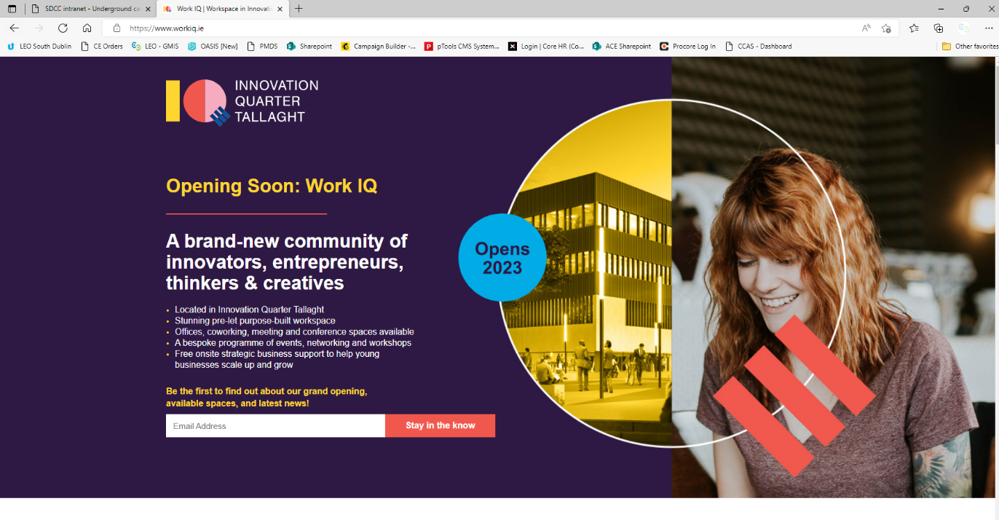 SDCC intranet - Underground ca
Work IQ | Workspace in Innovati
https://www.workiq.ie
LEO South Dublin
CE Orders
LEO - GMIS
OASIS [New]
PMDS
Sharepoint
Campaign Builder -...
pTools CMS System...
Login | Core HR (Co...
ACE Sharepoint
Procore Log In
CCAS - Dashboard
Other favorites
INNOVATION
QUARTER
TALLAGHT
Opening Soon: Work IQ
A brand-new community of
innovators, entrepreneurs,
thinkers & creatives
Opens
2023
• Located in Innovation Quarter Tallaght
• Stunning pre-let purpose-built workspace
• Offices, coworking, meeting and conference spaces available
• A bespoke programme of events, networking and workshops
• Free onsite strategic business support to help young
businesses scale up and grow
Be the first to find out about our grand opening,
available spaces, and latest news!
Email Address
Stay in the know